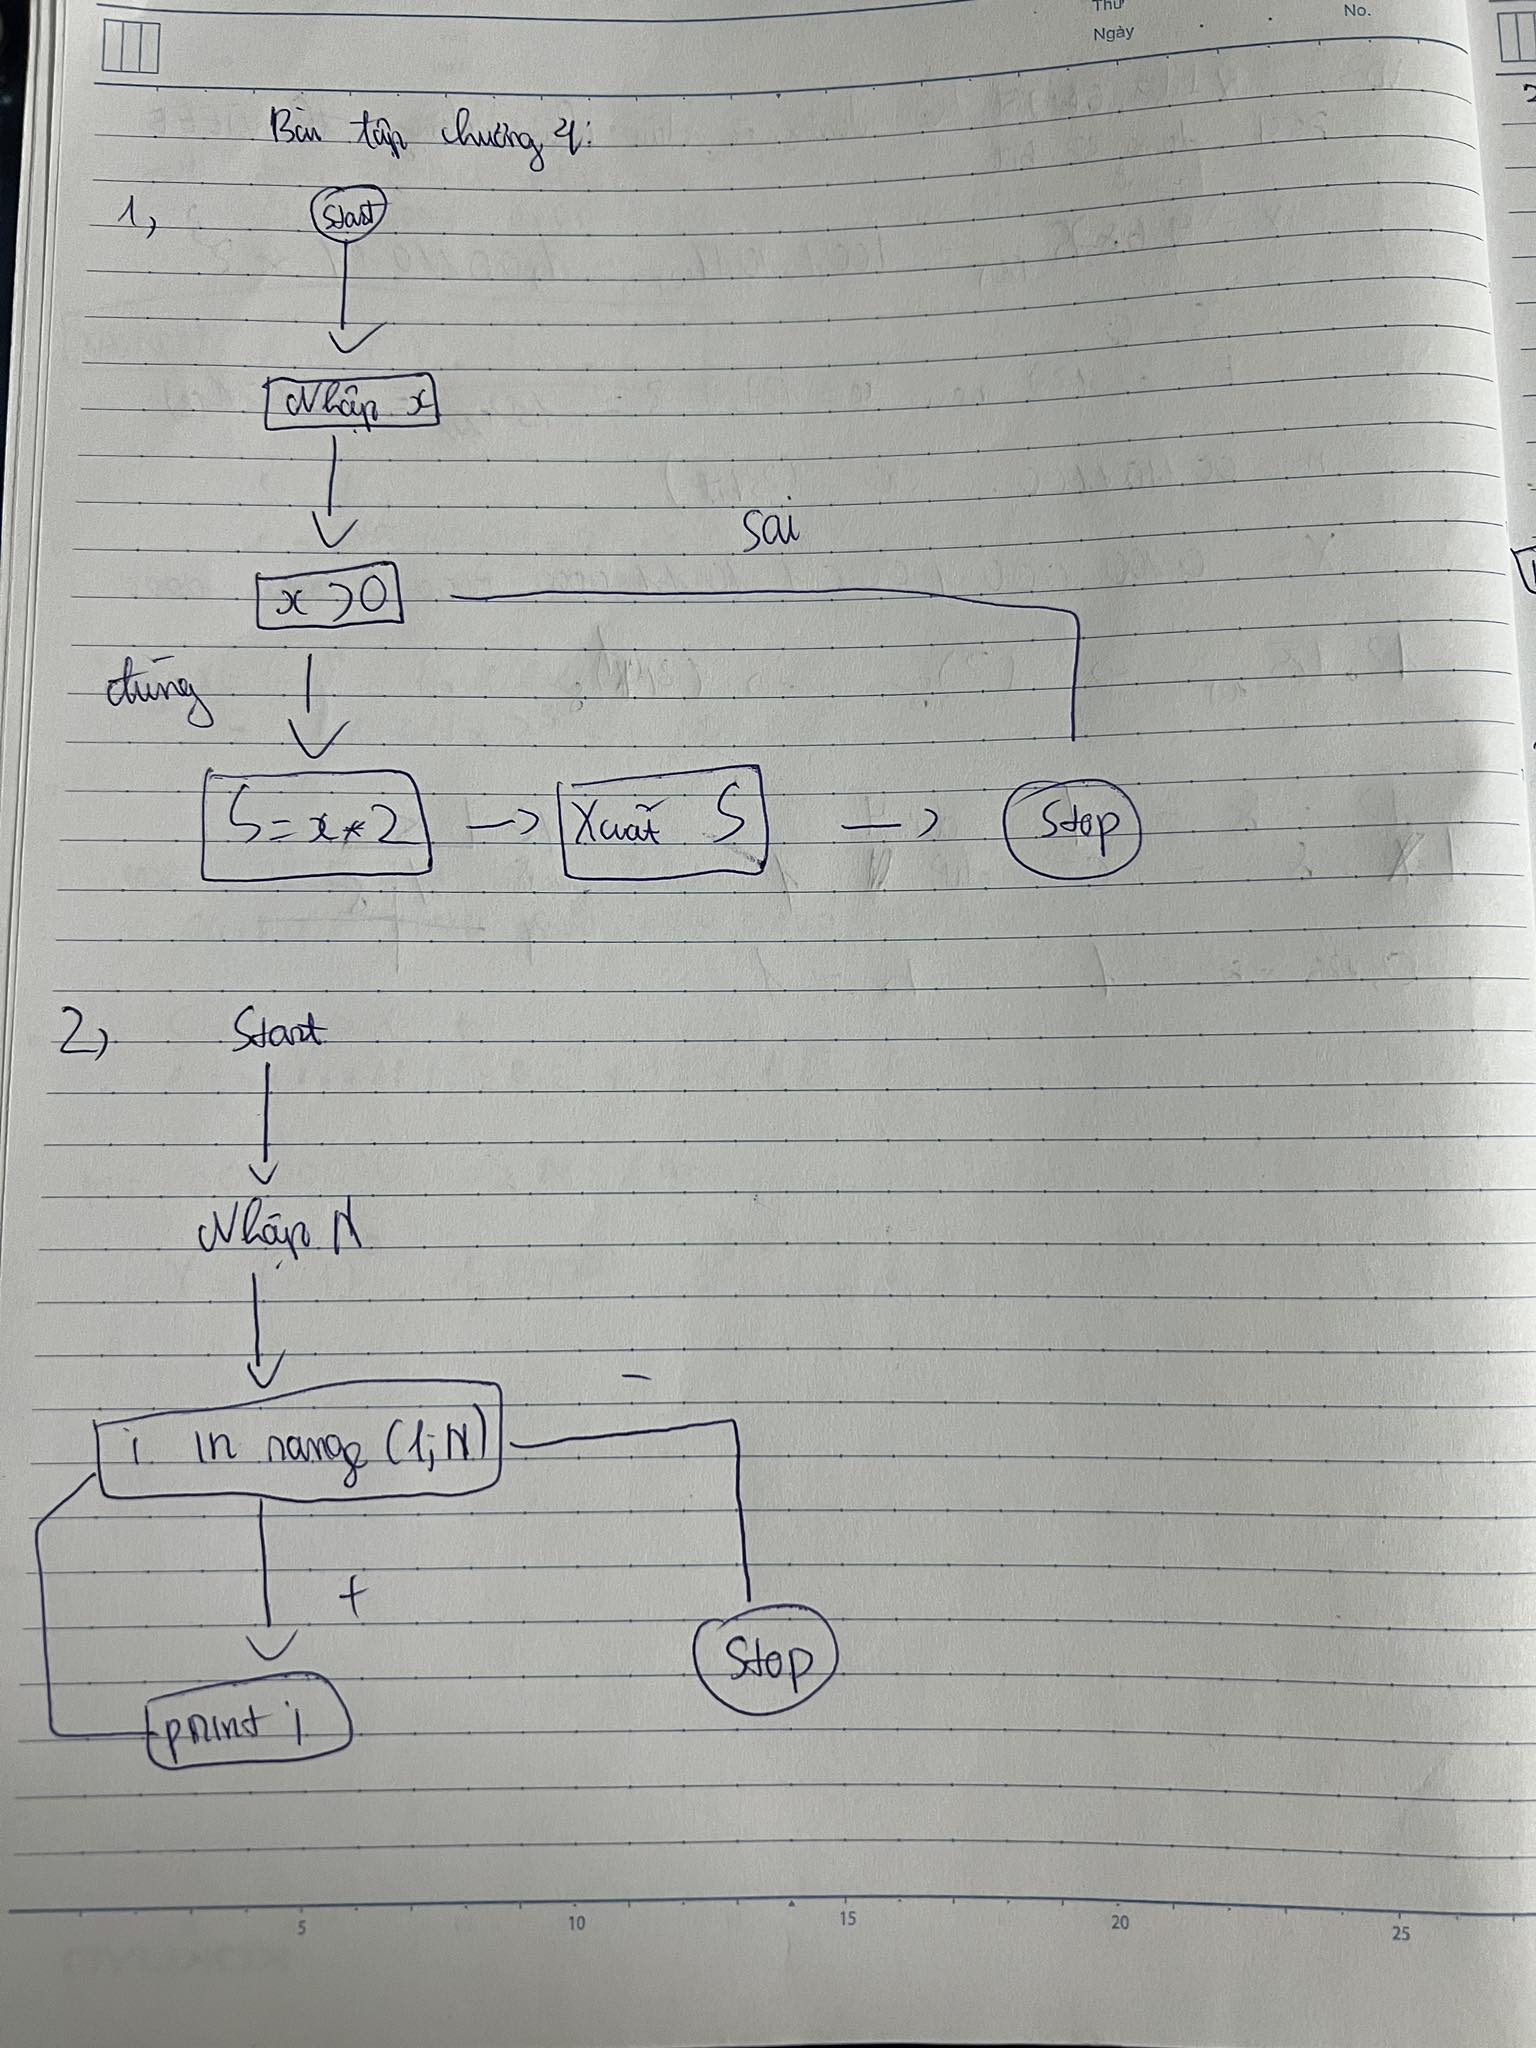 Thứ
No.
Ngày
Bài tập chương 4:
1,
Start
Nhập x
x > 0
sai
đúng
S = x * 2
Xuất S
Stop
2,
Start
Nhập N
i in range (1; N)
-
+
print i
Stop
5 10 15 20 25